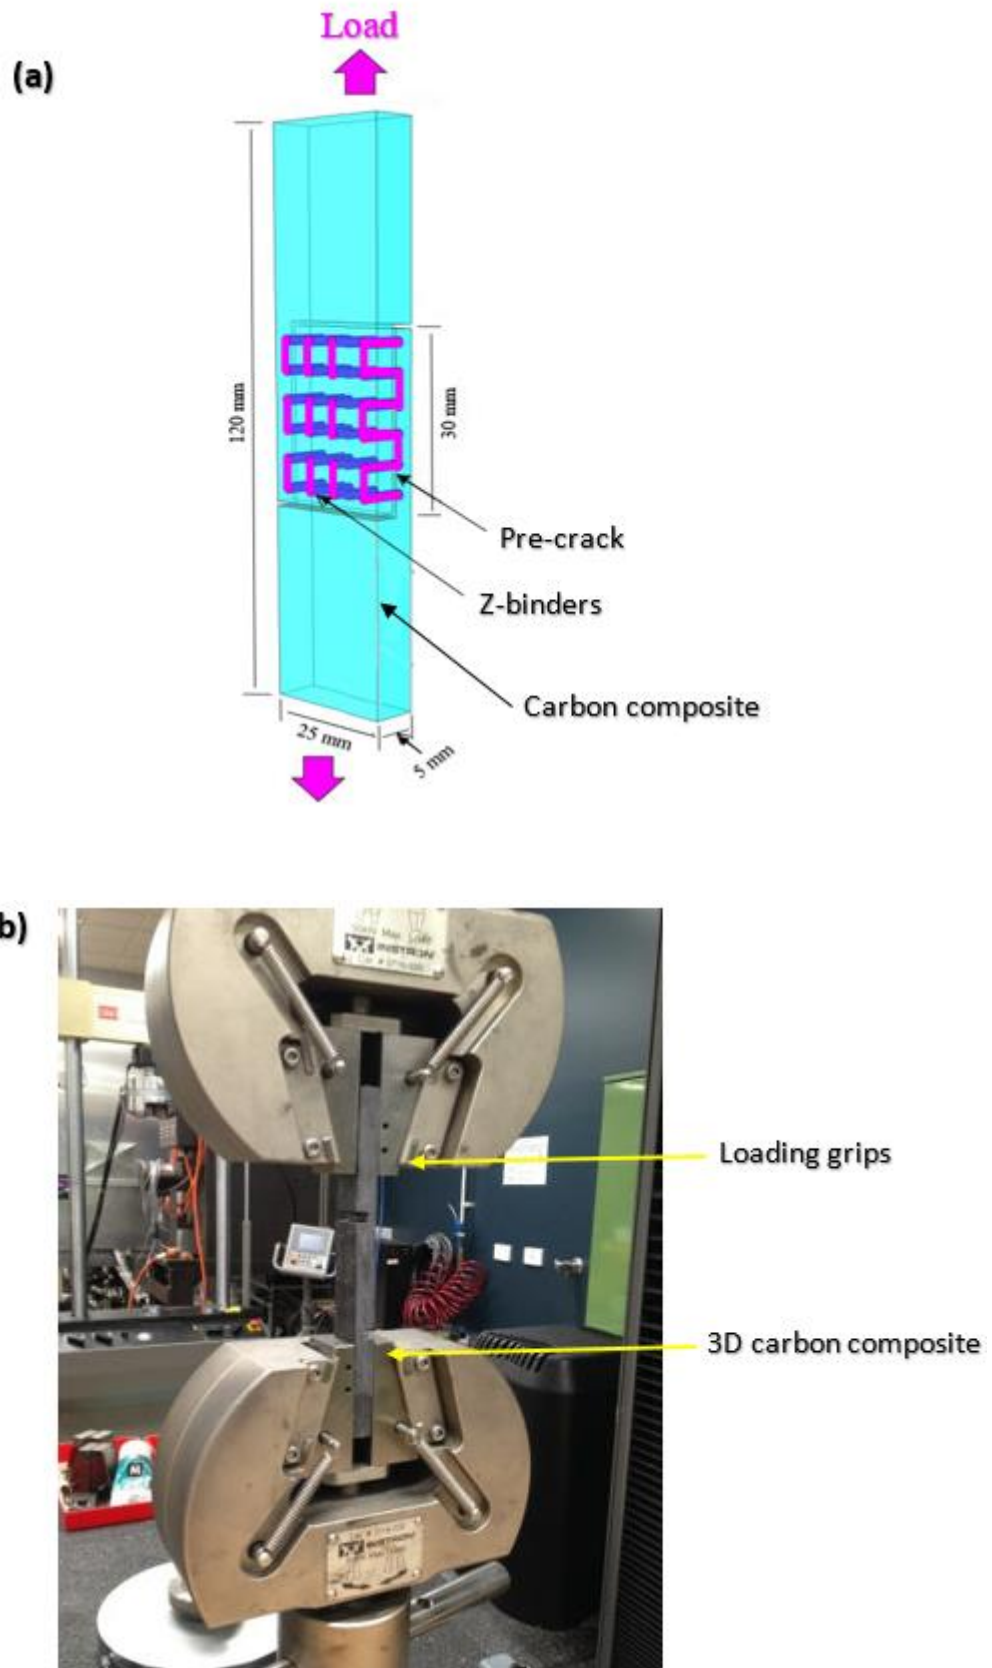 Load
(a)
120 mm
30 mm
Pre-crack
Z-binders
Carbon composite
25 mm
5 mm
b)
INSTRON
Loading grips
3D carbon composite
INSTRON